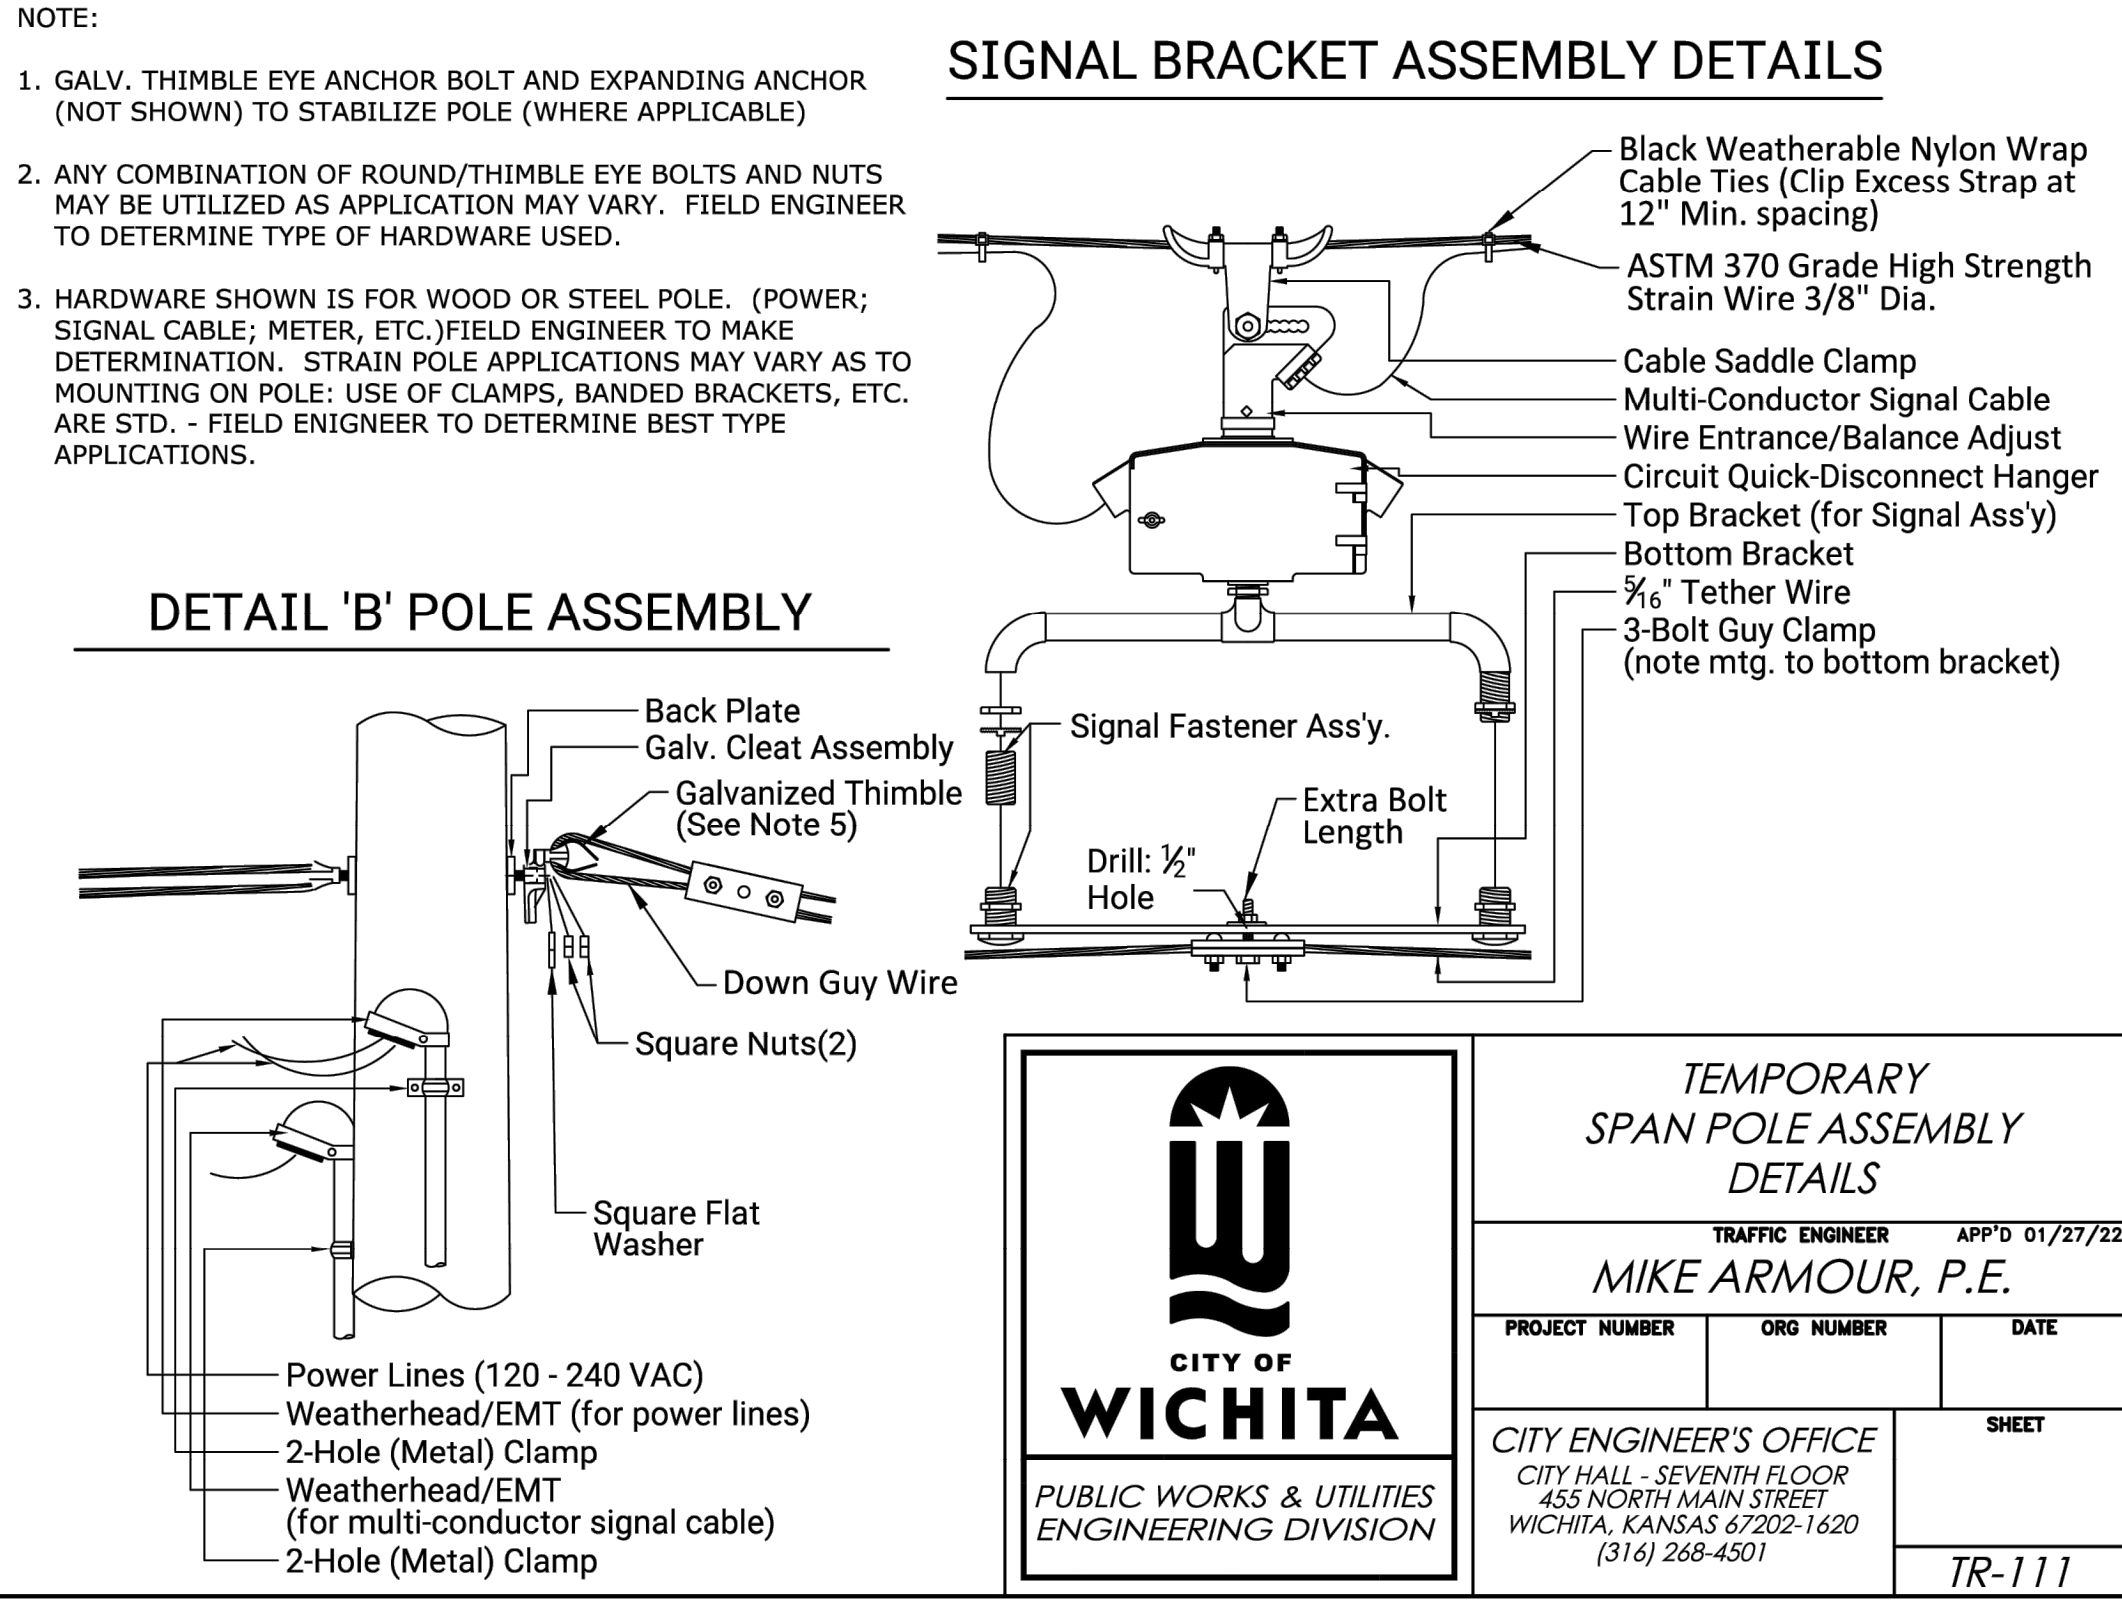 NOTE:
1. GALV. THIMBLE EYE ANCHOR BOLT AND EXPANDING ANCHOR
(NOT SHOWN) TO STABILIZE POLE (WHERE APPLICABLE)
2. ANY COMBINATION OF ROUND/THIMBLE EYE BOLTS AND NUTS
MAY BE UTILIZED AS APPLICATION MAY VARY.  FIELD ENGINEER
TO DETERMINE TYPE OF HARDWARE USED.
3. HARDWARE SHOWN IS FOR WOOD OR STEEL POLE.  (POWER;
SIGNAL CABLE; METER, ETC.)FIELD ENGINEER TO MAKE
DETERMINATION.  STRAIN POLE APPLICATIONS MAY VARY AS TO
MOUNTING ON POLE: USE OF CLAMPS, BANDED BRACKETS, ETC.
ARE STD. - FIELD ENIGNEER TO DETERMINE BEST TYPE
APPLICATIONS.
SIGNAL BRACKET ASSEMBLY DETAILS
Black Weatherable Nylon Wrap
Cable Ties (Clip Excess Strap at
12" Min. spacing)
ASTM 370 Grade High Strength
Strain Wire 3/8" Dia.
Cable Saddle Clamp
Multi-Conductor Signal Cable
Wire Entrance/Balance Adjust
Circuit Quick-Disconnect Hanger
Top Bracket (for Signal Ass'y)
Bottom Bracket
5/16" Tether Wire
3-Bolt Guy Clamp
(note mtg. to bottom bracket)
Signal Fastener Ass'y.
Extra Bolt
Length
Drill: 1/2"
Hole
DETAIL 'B' POLE ASSEMBLY
Back Plate
Galv. Cleat Assembly
Galvanized Thimble
(See Note 5)
Down Guy Wire
Square Nuts(2)
Square Flat
Washer
Power Lines (120 - 240 VAC)
Weatherhead/EMT (for power lines)
2-Hole (Metal) Clamp
Weatherhead/EMT
(for multi-conductor signal cable)
2-Hole (Metal) Clamp
CITY OF
WICHITA
PUBLIC WORKS & UTILITIES
ENGINEERING DIVISION
TEMPORARY
SPAN POLE ASSEMBLY
DETAILS
TRAFFIC ENGINEER APP'D 01/27/22
MIKE ARMOUR, P.E.
PROJECT NUMBER ORG NUMBER DATE
CITY ENGINEER'S OFFICE
CITY HALL - SEVENTH FLOOR
455 NORTH MAIN STREET
WICHITA, KANSAS 67202-1620
(316) 268-4501
SHEET
TR-111